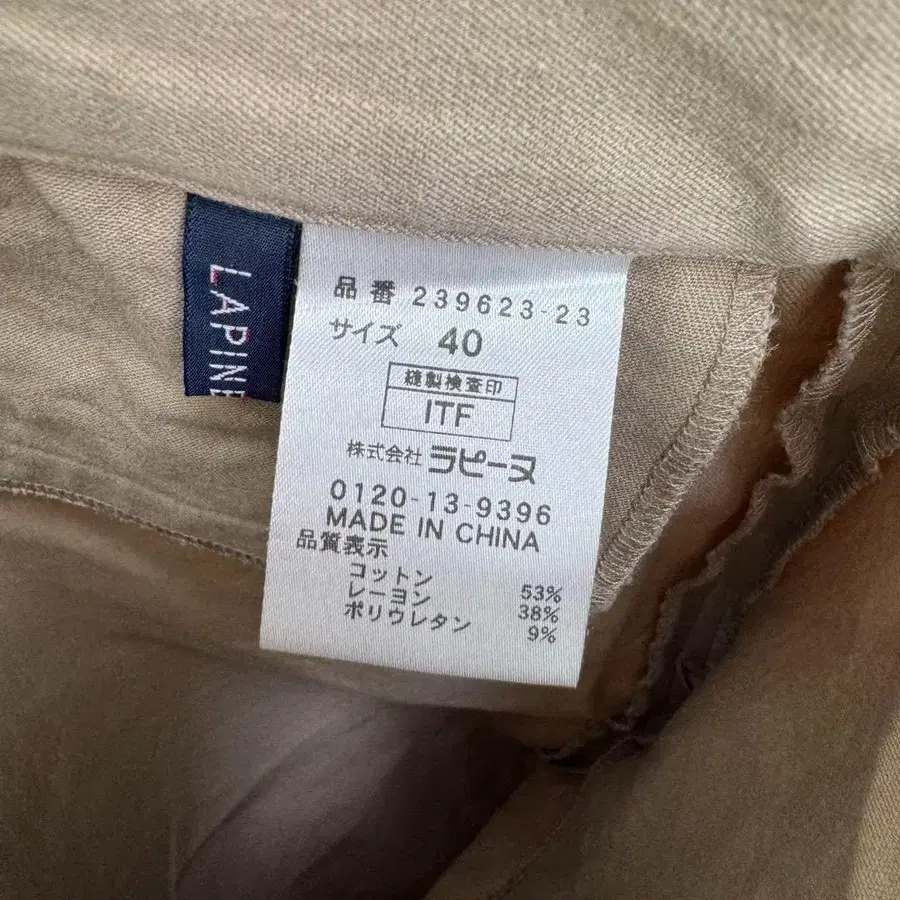 LAPINE
品番 239623-23
サイズ 40
縫製検査印
ITF
株式会社 ラピーヌ
0120-13-9396
MADE IN CHINA
品質表示
コットン 53%
レーヨン 38%
ポリウレタン 9%